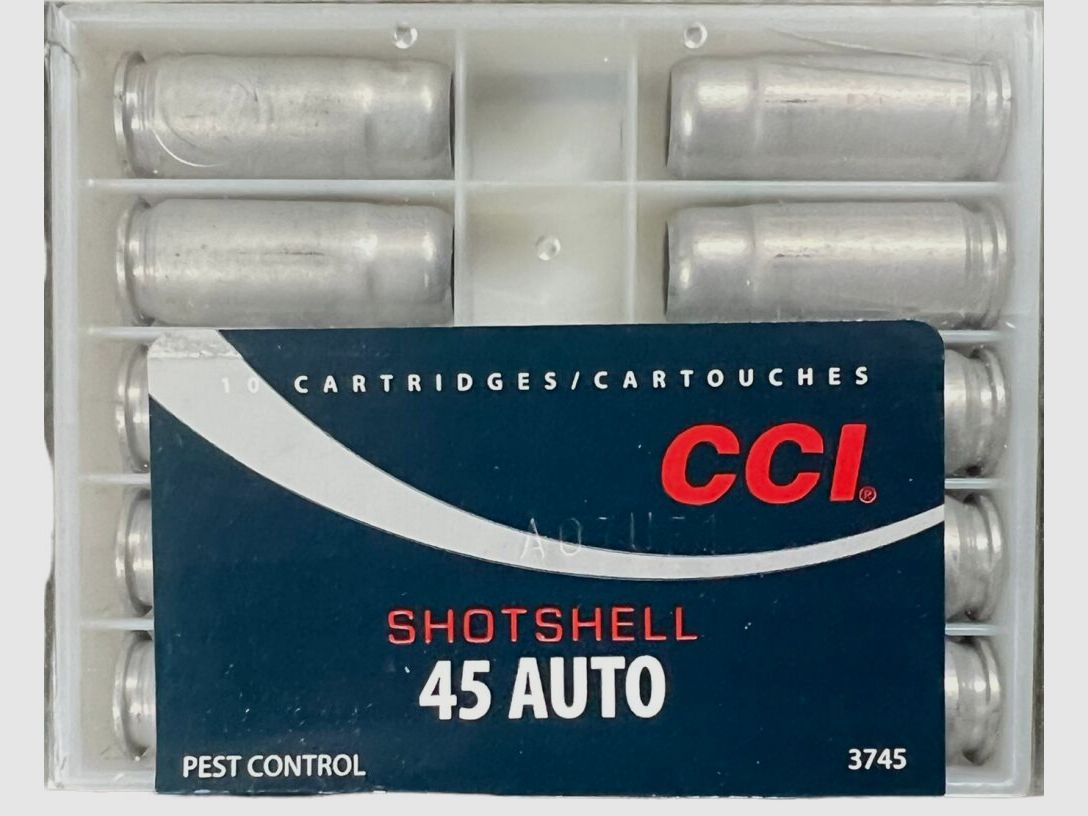 10 CARTRIDGES/CARTOUCHES
CCI®
SHOTSHELL
45 AUTO
PEST CONTROL
3745